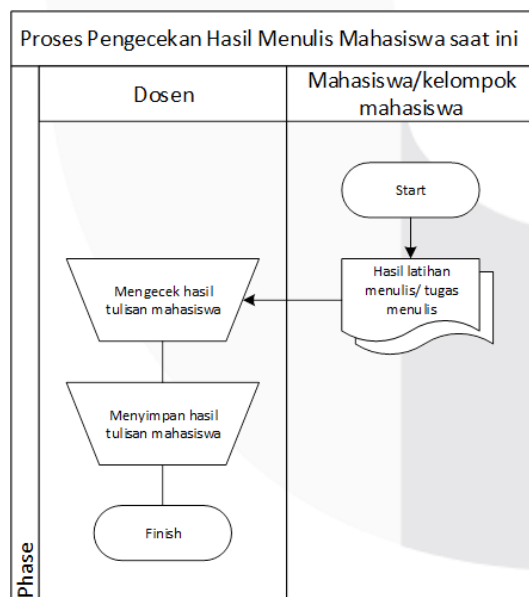 Proses Pengecekan Hasil Menulis Mahasiswa saat ini
Dosen
Mahasiswa/kelompok
mahasiswa
Start
Hasil latihan
menulis/ tugas
menulis
Mengecek hasil
tulisan mahasiswa
Menyimpan hasil
tulisan mahasiswa
Finish
Phase